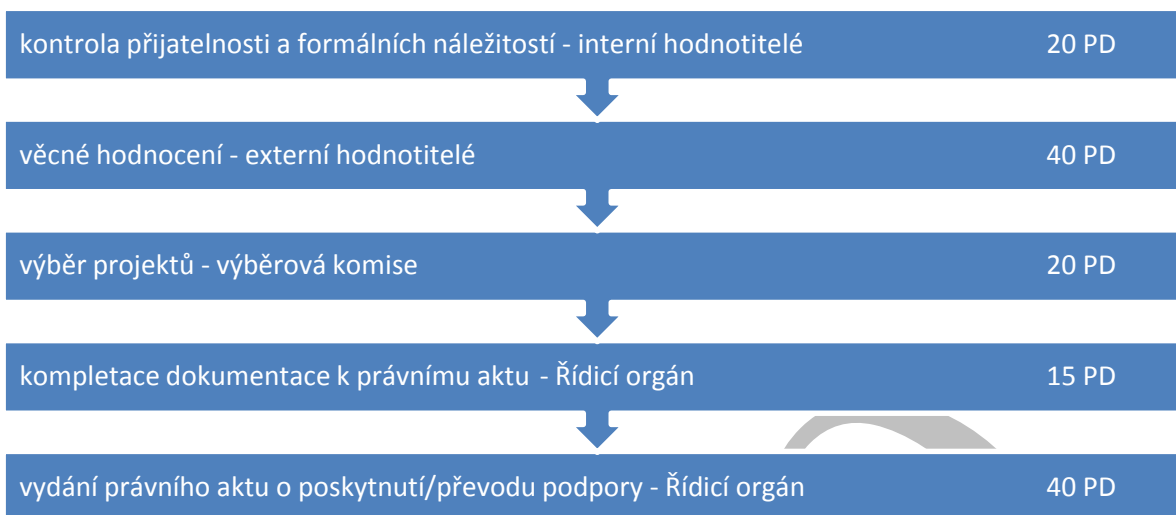 kontrola přijatelnosti a formálních náležitostí - interní hodnotitelé 20 PD
věcné hodnocení - externí hodnotitelé 40 PD
výběr projektů - výběrová komise 20 PD
kompletace dokumentace k právnímu aktu - Řídicí orgán 15 PD
vydání právního aktu o poskytnutí/převodu podpory - Řídicí orgán 40 PD